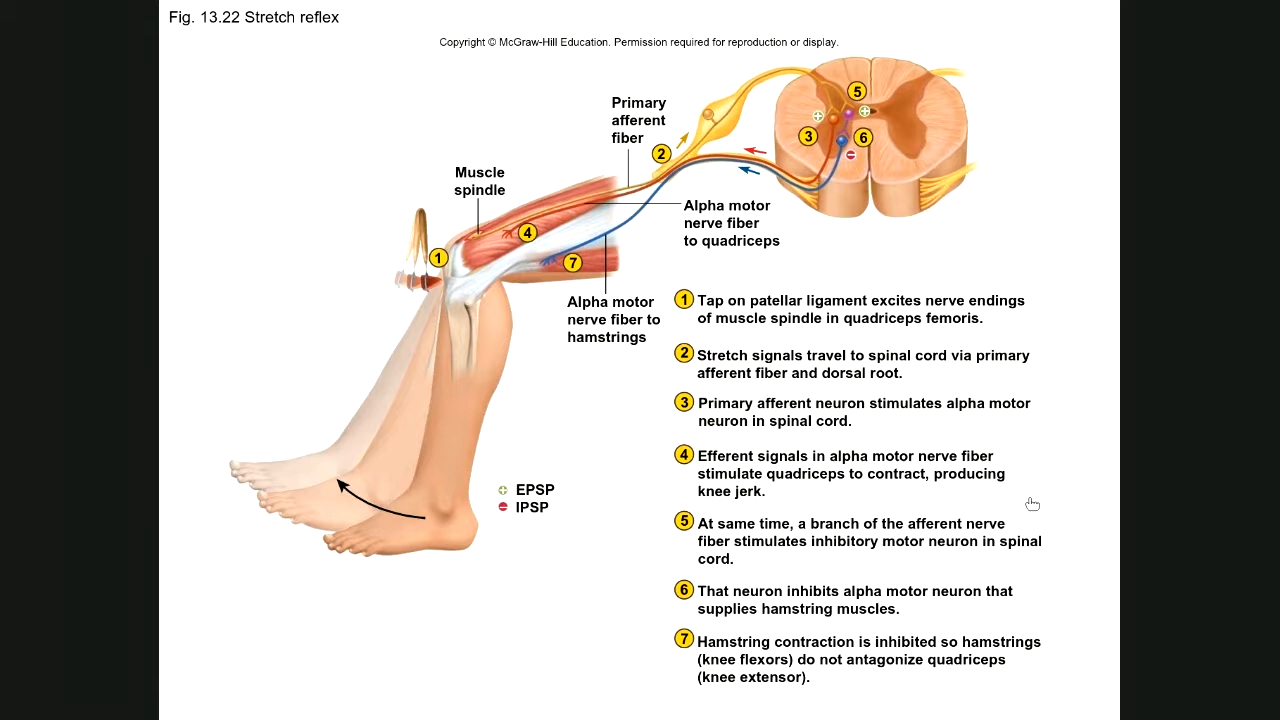 Fig. 13.22 Stretch reflex
Copyright © McGraw-Hill Education. Permission required for reproduction or display.
Primary
afferent
fiber
Muscle
spindle
Alpha motor
nerve fiber
to quadriceps
Alpha motor
nerve fiber to
hamstrings
1
2
3
4
5
6
7
EPSP
IPSP
1 Tap on patellar ligament excites nerve endings
of muscle spindle in quadriceps femoris.
2 Stretch signals travel to spinal cord via primary
afferent fiber and dorsal root.
3 Primary afferent neuron stimulates alpha motor
neuron in spinal cord.
4 Efferent signals in alpha motor nerve fiber
stimulate quadriceps to contract, producing
knee jerk.
5 At same time, a branch of the afferent nerve
fiber stimulates inhibitory motor neuron in spinal
cord.
6 That neuron inhibits alpha motor neuron that
supplies hamstring muscles.
7 Hamstring contraction is inhibited so hamstrings
(knee flexors) do not antagonize quadriceps
(knee extensor).